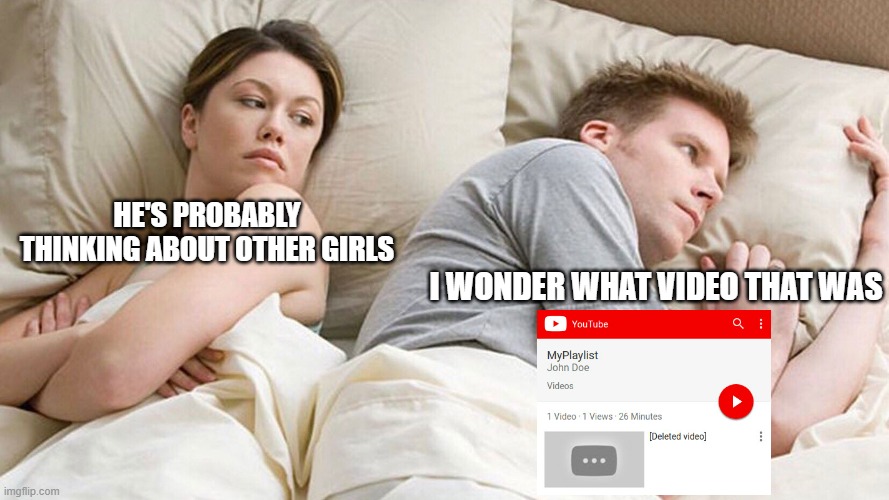 HE'S PROBABLY
THINKING ABOUT OTHER GIRLS
I WONDER WHAT VIDEO THAT WAS
YouTube
MyPlaylist
John Doe
Videos
1 Video · 1 Views · 26 Minutes
[Deleted video]
imgflip.com